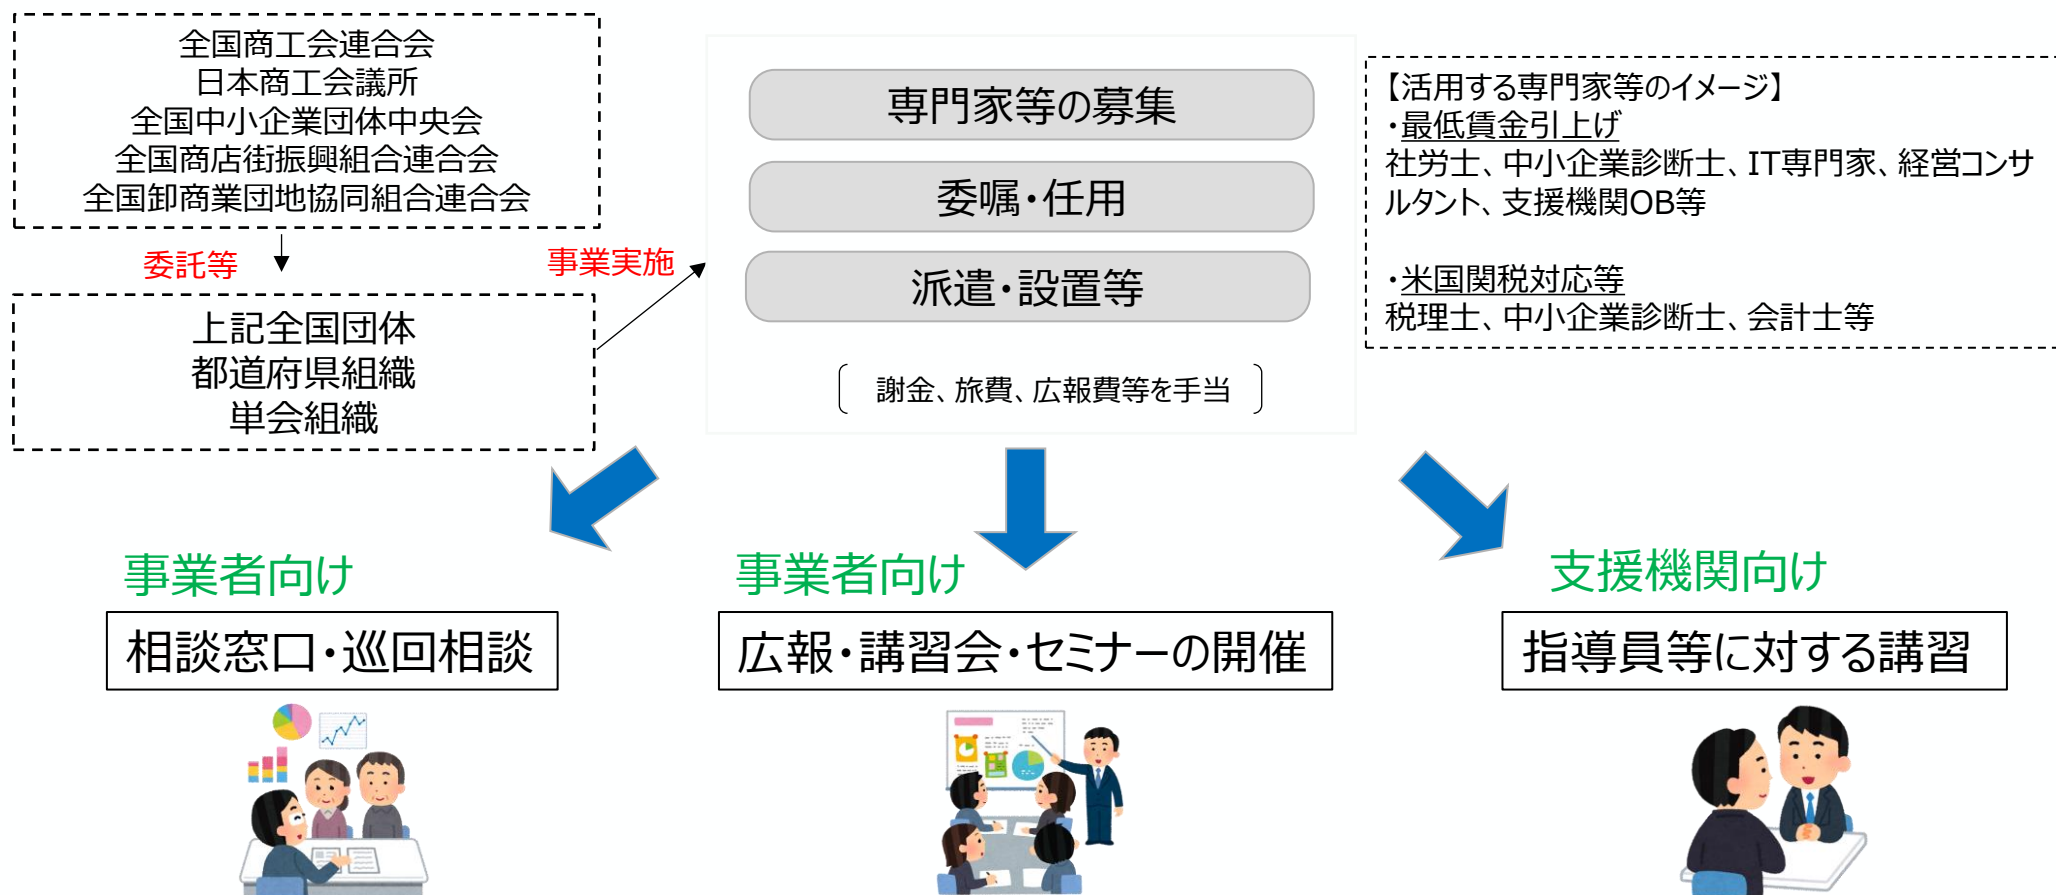 全国商工会連合会
日本商工会議所
全国中小企業団体中央会
全国商店街振興組合連合会
全国卸商業団地協同組合連合会
委託等
事業実施
上記全国団体
都道府県組織
単会組織
専門家等の募集
委嘱・任用
派遣・設置等
謝金、旅費、広報費等を手当
【活用する専門家等のイメージ】
・最低賃金引上げ
社労士、中小企業診断士、IT専門家、経営コンサ
ルタント、支援機関OB等
・米国関税対応等
税理士、中小企業診断士、会計士等
事業者向け
相談窓口・巡回相談
事業者向け
広報・講習会・セミナーの開催
支援機関向け
指導員等に対する講習